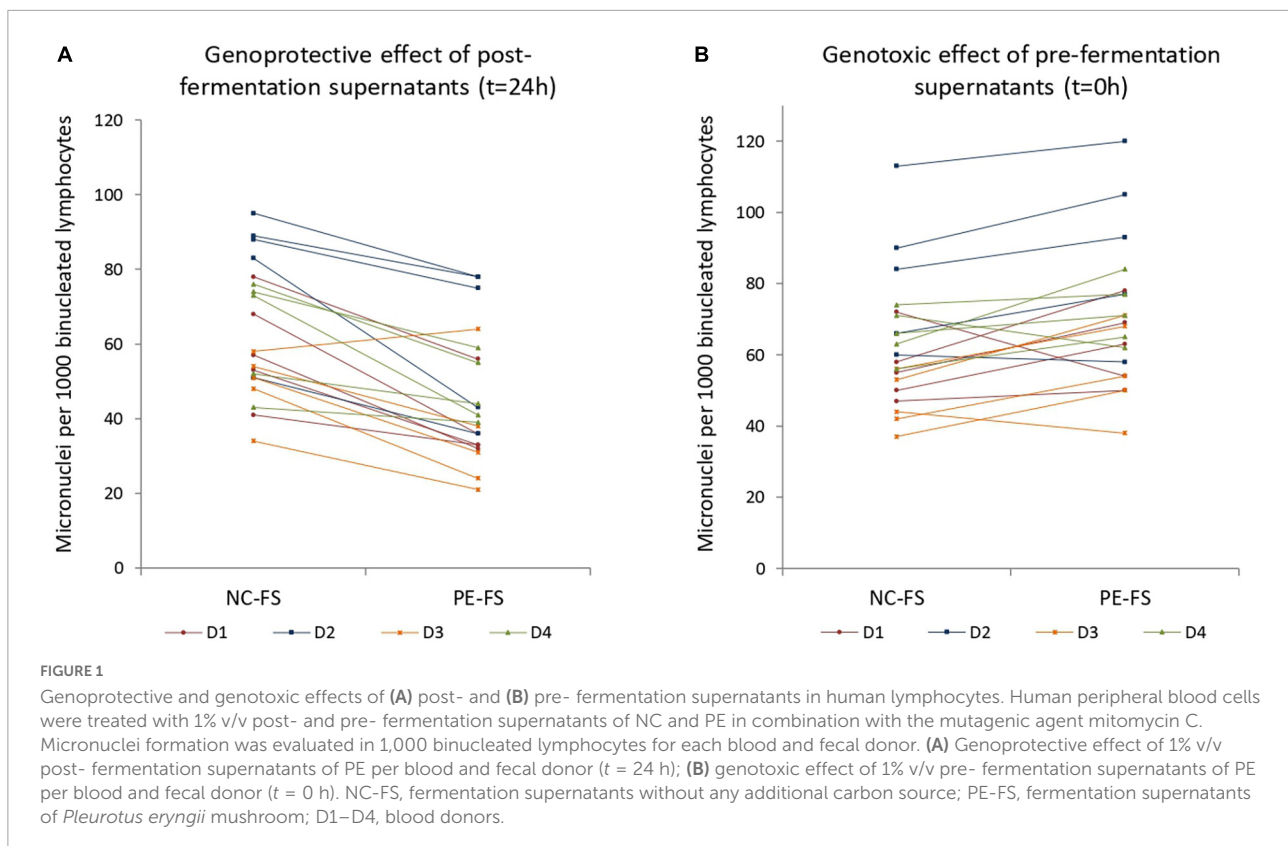 A
Genoprotective effect of post-
fermentation supernatants (t=24h)
Micronuclei per 1000 binucleated lymphocytes
120
100
80
60
40
20
0
NC-FS
PE-FS
D1
D2
D3
D4
B
Genotoxic effect of pre-fermentation
supernatants (t=0h)
Micronuclei per 1000 binucleated lymphocytes
120
100
80
60
40
20
0
NC-FS
PE-FS
D1
D2
D3
D4
FIGURE 1
Genoprotective and genotoxic effects of (A) post- and (B) pre- fermentation supernatants in human lymphocytes. Human peripheral blood cells
were treated with 1% v/v post- and pre- fermentation supernatants of NC and PE in combination with the mutagenic agent mitomycin C.
Micronuclei formation was evaluated in 1,000 binucleated lymphocytes for each blood and fecal donor. (A) Genoprotective effect of 1% v/v
post- fermentation supernatants of PE per blood and fecal donor (t = 24 h); (B) genotoxic effect of 1% v/v pre- fermentation supernatants of PE
per blood and fecal donor (t = 0 h). NC-FS, fermentation supernatants without any additional carbon source; PE-FS, fermentation supernatants
of Pleurotus eryngii mushroom; D1–D4, blood donors.